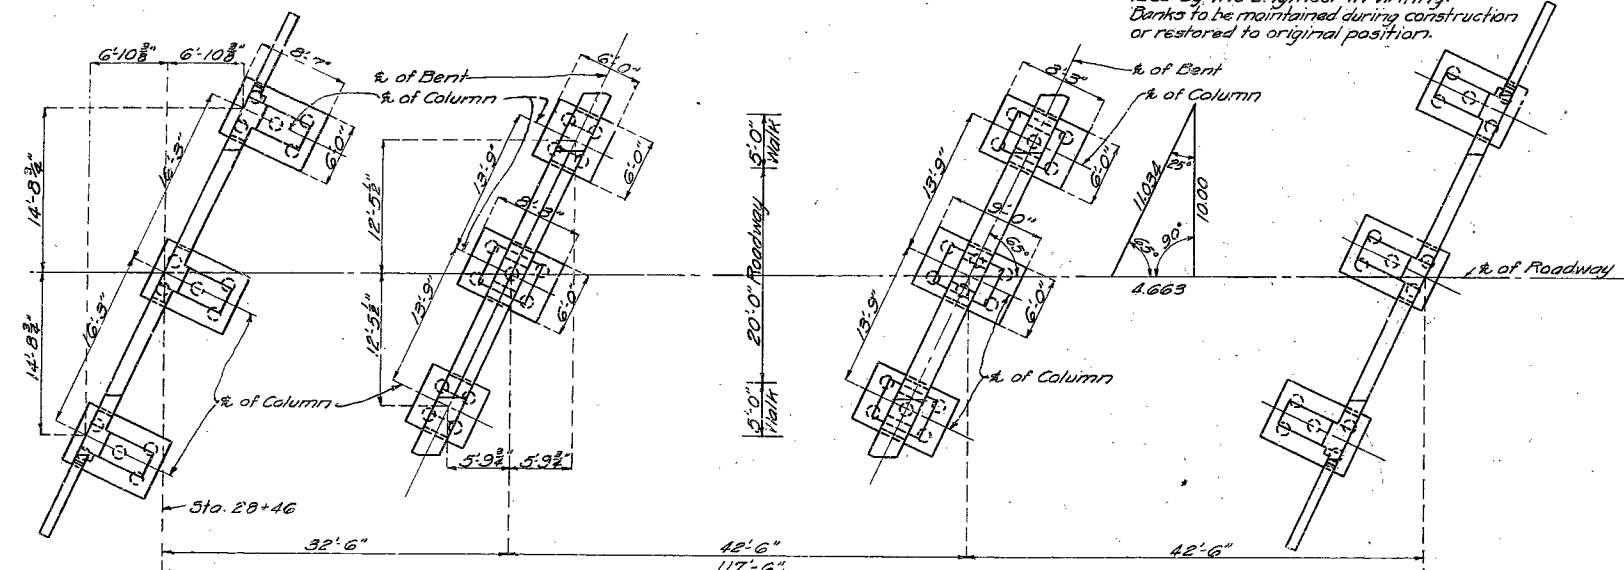 Banks to be maintained during construction
or restored to original position.
6'-10⅜"
6'-10⅜"
8'-7"
6'-0"
16'-3"
14'-8¾"
16'-3"
14'-8¾"
℄ of Bent
℄ of Column
6'-0"
6'-0"
13'-9"
12'-5½"
8'-8"
6'-0"
13'-9"
12'-5½"
5'-9¾"
5'-9¾"
℄ of Column
Sta. 28+46
5'-0"
Walk
20'-0" Roadway
5'-0"
Walk
℄ of Bent
℄ of Column
8'-3"
6'-0"
13'-9"
9'-0"
65°
6'-0"
13'-9"
℄ of Column
11.034
25°
10.00
65°
90°
4.663
℄ of Roadway
32'-6"
42'-6"
42'-6"
117'-6"